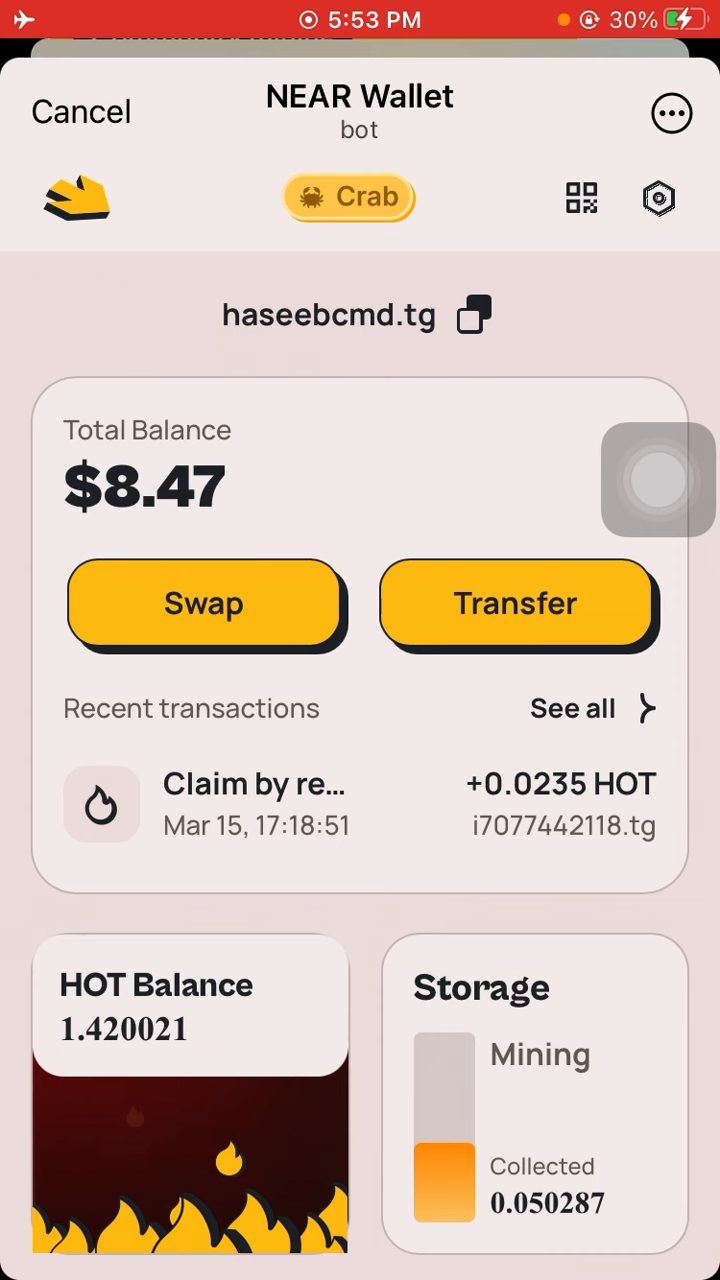 5:53 PM
30%
Cancel
NEAR Wallet
bot
Crab
haseebcmd.tg
Total Balance
$8.47
Swap
Transfer
Recent transactions
See all
Claim by re...
+0.0235 HOT
Mar 15, 17:18:51
i7077442118.tg
HOT Balance
1.420021
Storage
Mining
Collected
0.050287